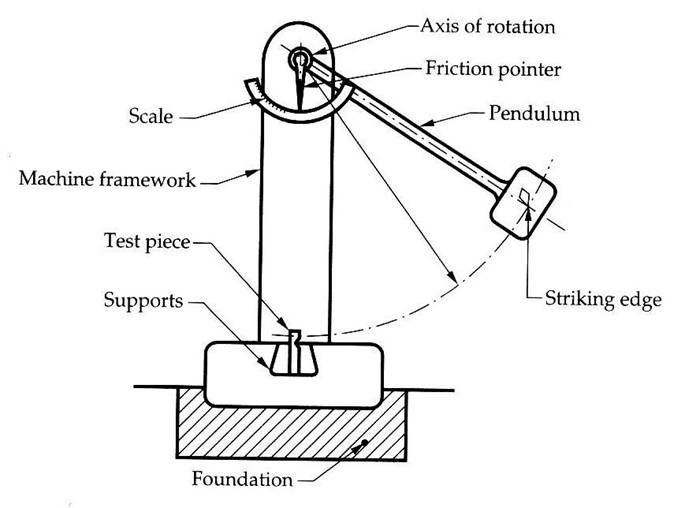 Axis of rotation
Friction pointer
Scale
Pendulum
Machine framework
Test piece
Supports
Striking edge
Foundation